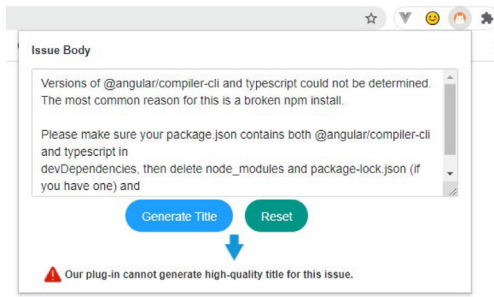 Issue Body
Versions of @angular/compiler-cli and typescript could not be determined.
The most common reason for this is a broken npm install.
Please make sure your package.json contains both @angular/compiler-cli
and typescript in
devDependencies, then delete node_modules and package-lock.json (if
you have one) and
Generate Title Reset
Our plug-in cannot generate high-quality title for this issue.